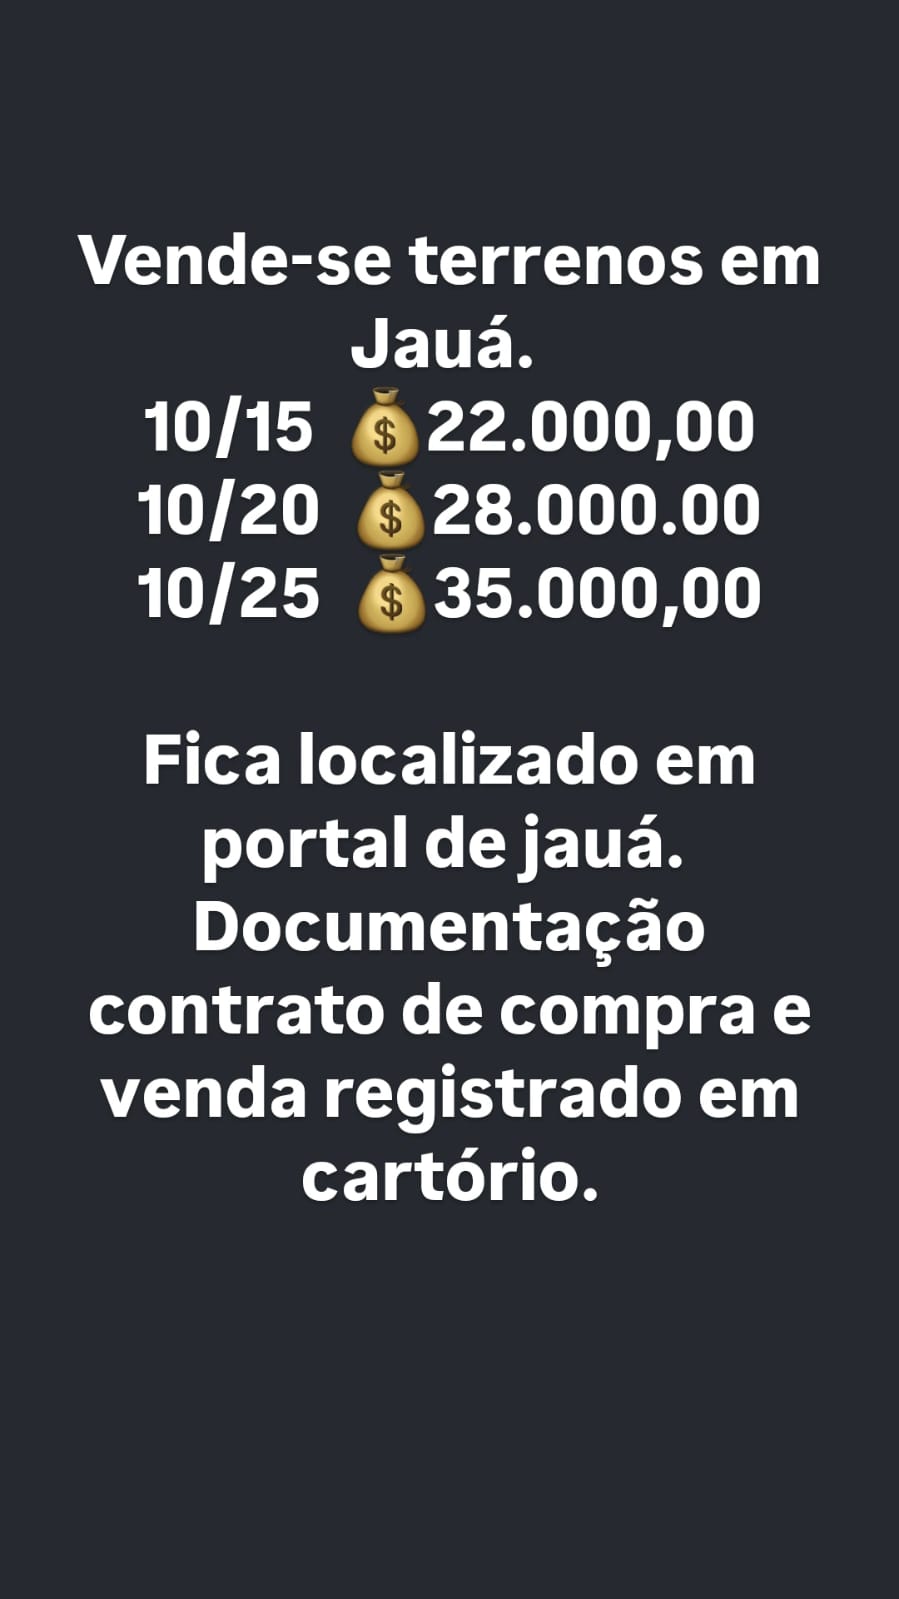 Vende-se terrenos em
Jauá.
10/15 💰22.000,00
10/20 💰28.000.00
10/25 💰35.000,00
Fica localizado em
portal de jauá.
Documentação
contrato de compra e
venda registrado em
cartório.